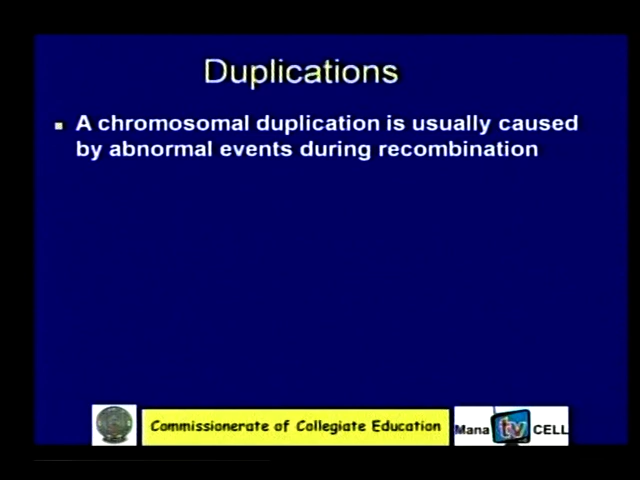 Duplications
A chromosomal duplication is usually caused
by abnormal events during recombination
Commissionerate of Collegiate Education
Mana tv CELL